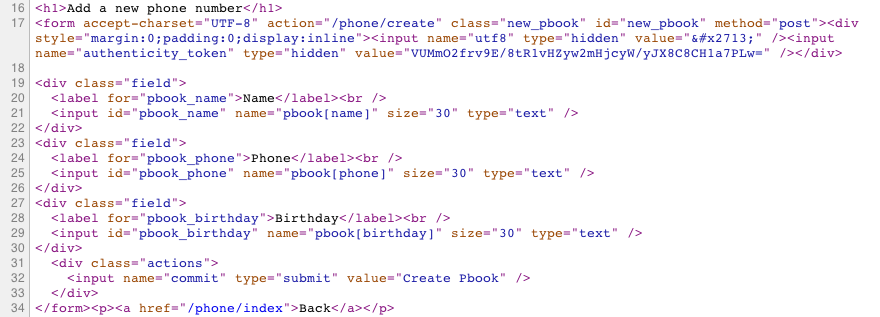 16 <h1>Add a new phone number</h1>
17 <form accept-charset="UTF-8" action="/phone/create" class="new_pbook" id="new_pbook" method="post"><div
style="margin:0;padding:0;display:inline"><input name="utf8" type="hidden" value="&#x2713;" /><input
name="authenticity_token" type="hidden" value="VUMmO2frv9E/8tR1vHZyw2mHjcyW/yJX8C8CH1a7PLw=" /></div>
18
19 <div class="field">
20   <label for="pbook_name">Name</label><br />
21   <input id="pbook_name" name="pbook[name]" size="30" type="text" />
22 </div>
23 <div class="field">
24   <label for="pbook_phone">Phone</label><br />
25   <input id="pbook_phone" name="pbook[phone]" size="30" type="text" />
26 </div>
27 <div class="field">
28   <label for="pbook_birthday">Birthday</label><br />
29   <input id="pbook_birthday" name="pbook[birthday]" size="30" type="text" />
30 </div>
31   <div class="actions">
32     <input name="commit" type="submit" value="Create Pbook" />
33   </div>
34 </form><p><a href="/phone/index">Back</a></p>